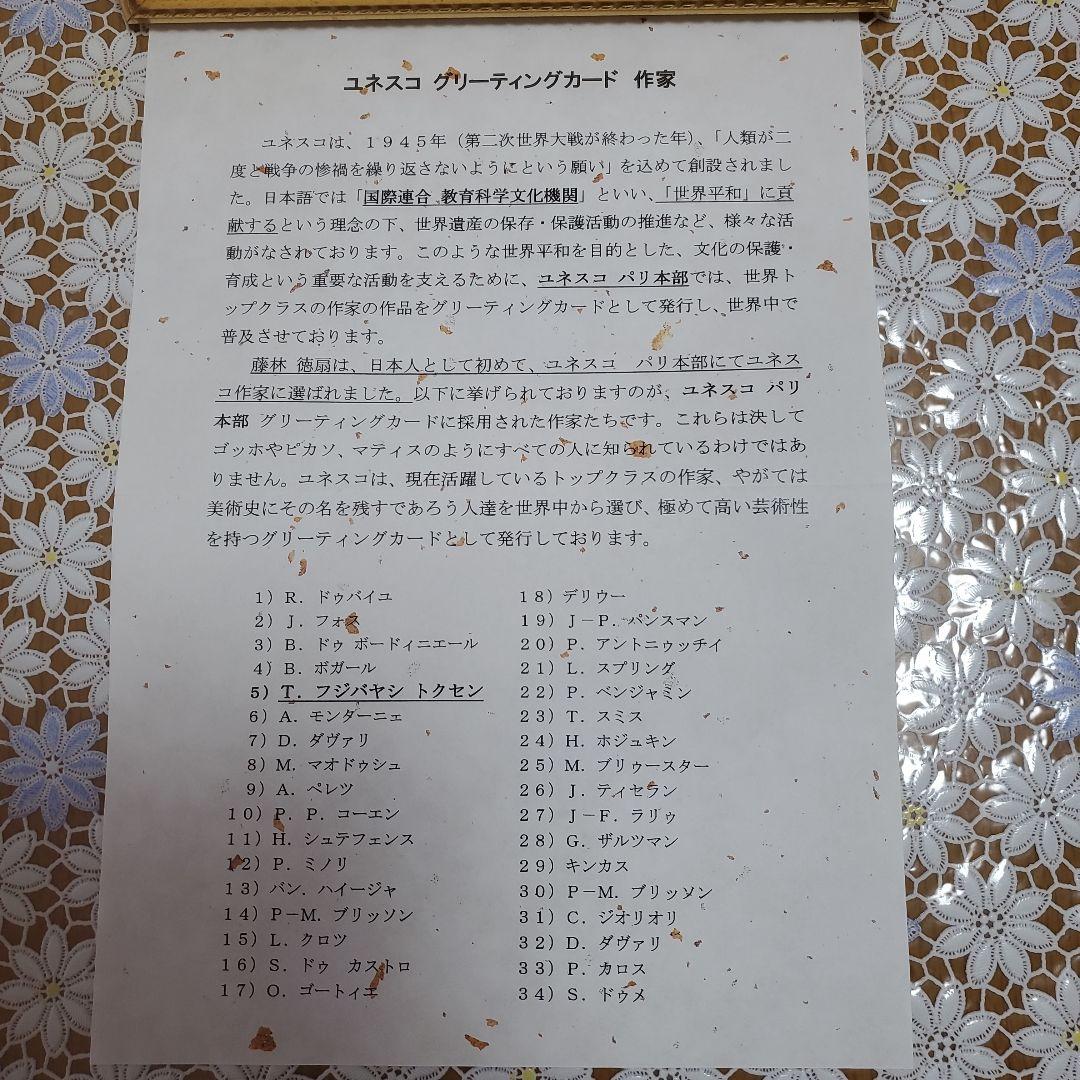 ユネスコ グリーティングカード 作家
ユネスコは、1945年(第二次世界大戦が終わった年)、「人類が二
度と戦争の惨禍を繰り返さないようにという願い」を込めて創設されまし
た。日本語では「国際連合 教育科学文化機関」といい、「世界平和」に貢
献するという理念の下、世界遺産の保存・保護活動の推進など、様々な活
動がなされております。このような世界平和を目的とした、文化の保護・
育成という重要な活動を支えるために、ユネスコ パリ本部では、世界ト
ップクラスの作家の作品をグリーティングカードとして発行し、世界中で
普及させております。
藤林 徳扇は、日本人として初めて、ユネスコ パリ本部にてユネス
コ作家に選ばれました。以下に挙げられておりますのが、ユネスコ パリ
本部 グリーティングカードに採用された作家たちです。これらは決して
ゴッホやピカソ、マティスのようにすべての人に知られているわけではあ
りません。ユネスコは、現在活躍しているトップクラスの作家、やがては
美術史にその名を残すであろう人達を世界中から選び、極めて高い芸術性
を持つグリーティングカードとして発行しております。
1)R. ドゥバイユ
2)J. フォス
3)B. ドゥ ボードィニエール
4)B. ボガール
5)T. フジバヤシ トクセン
6)A. モンターニェ
7)D. ダヴァリ
8)M. マオドゥシュ
9)A. ペレツ
10)P. P. コーエン
11)H. シュテフェンス
12)P. ミノリ
13)バン. ハイージャ
14)P-M. ブリッソン
15)L. クロツ
16)S. ドゥ カストロ
17)O. ゴートィエ
18)デリウー
19)J-P. パンスマン
20)P. アントニゥッチイ
21)L. スプリング
22)P. ベンジャミン
23)T. スミス
24)H. ホジュキン
25)M. ブリゥースター
26)J. ティセラン
27)J-F. ラリゥ
28)G. ザルツマン
29)キンカス
30)P-M. ブリッソン
31)C. ジオリオリ
32)D. ダヴァリ
33)P. カロス
34)S. ドゥメ